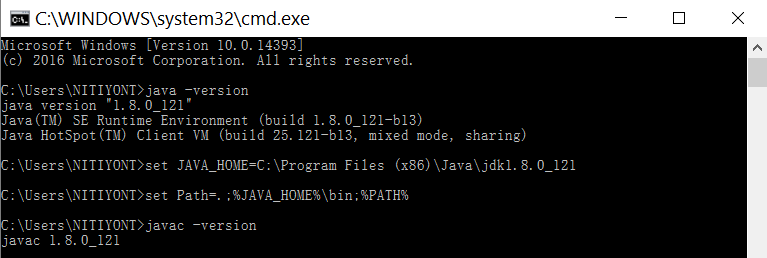 C:\WINDOWS\system32\cmd.exe
Microsoft Windows [Version 10.0.14393]
(c) 2016 Microsoft Corporation. All rights reserved.
C:\Users\NITIYONT>java -version
java version "1.8.0_121"
Java(TM) SE Runtime Environment (build 1.8.0_121-b13)
Java HotSpot(TM) Client VM (build 25.121-b13, mixed mode, sharing)
C:\Users\NITIYONT>set JAVA_HOME=C:\Program Files (x86)\Java\jdk1.8.0_121
C:\Users\NITIYONT>set Path=.;%JAVA_HOME%\bin;%PATH%
C:\Users\NITIYONT>javac -version
javac 1.8.0_121